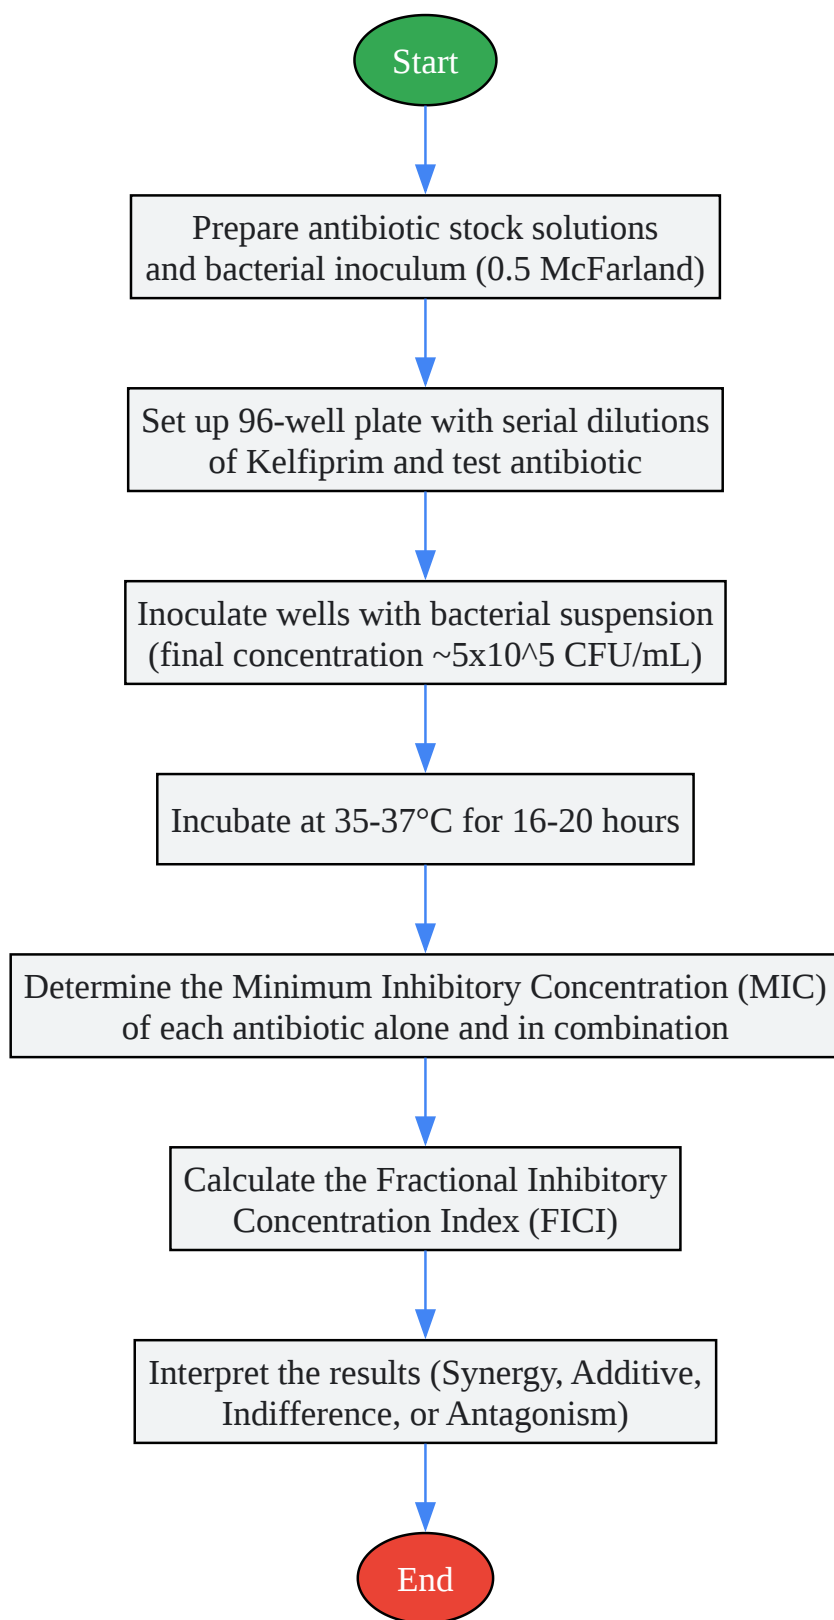 Start
Prepare antibiotic stock solutions
and bacterial inoculum (0.5 McFarland)
Set up 96-well plate with serial dilutions
of Kelfiprim and test antibiotic
Inoculate wells with bacterial suspension
(final concentration ~5x10^5 CFU/mL)
Incubate at 35-37°C for 16-20 hours
Determine the Minimum Inhibitory Concentration (MIC)
of each antibiotic alone and in combination
Calculate the Fractional Inhibitory
Concentration Index (FICI)
Interpret the results (Synergy, Additive,
Indifference, or Antagonism)
End